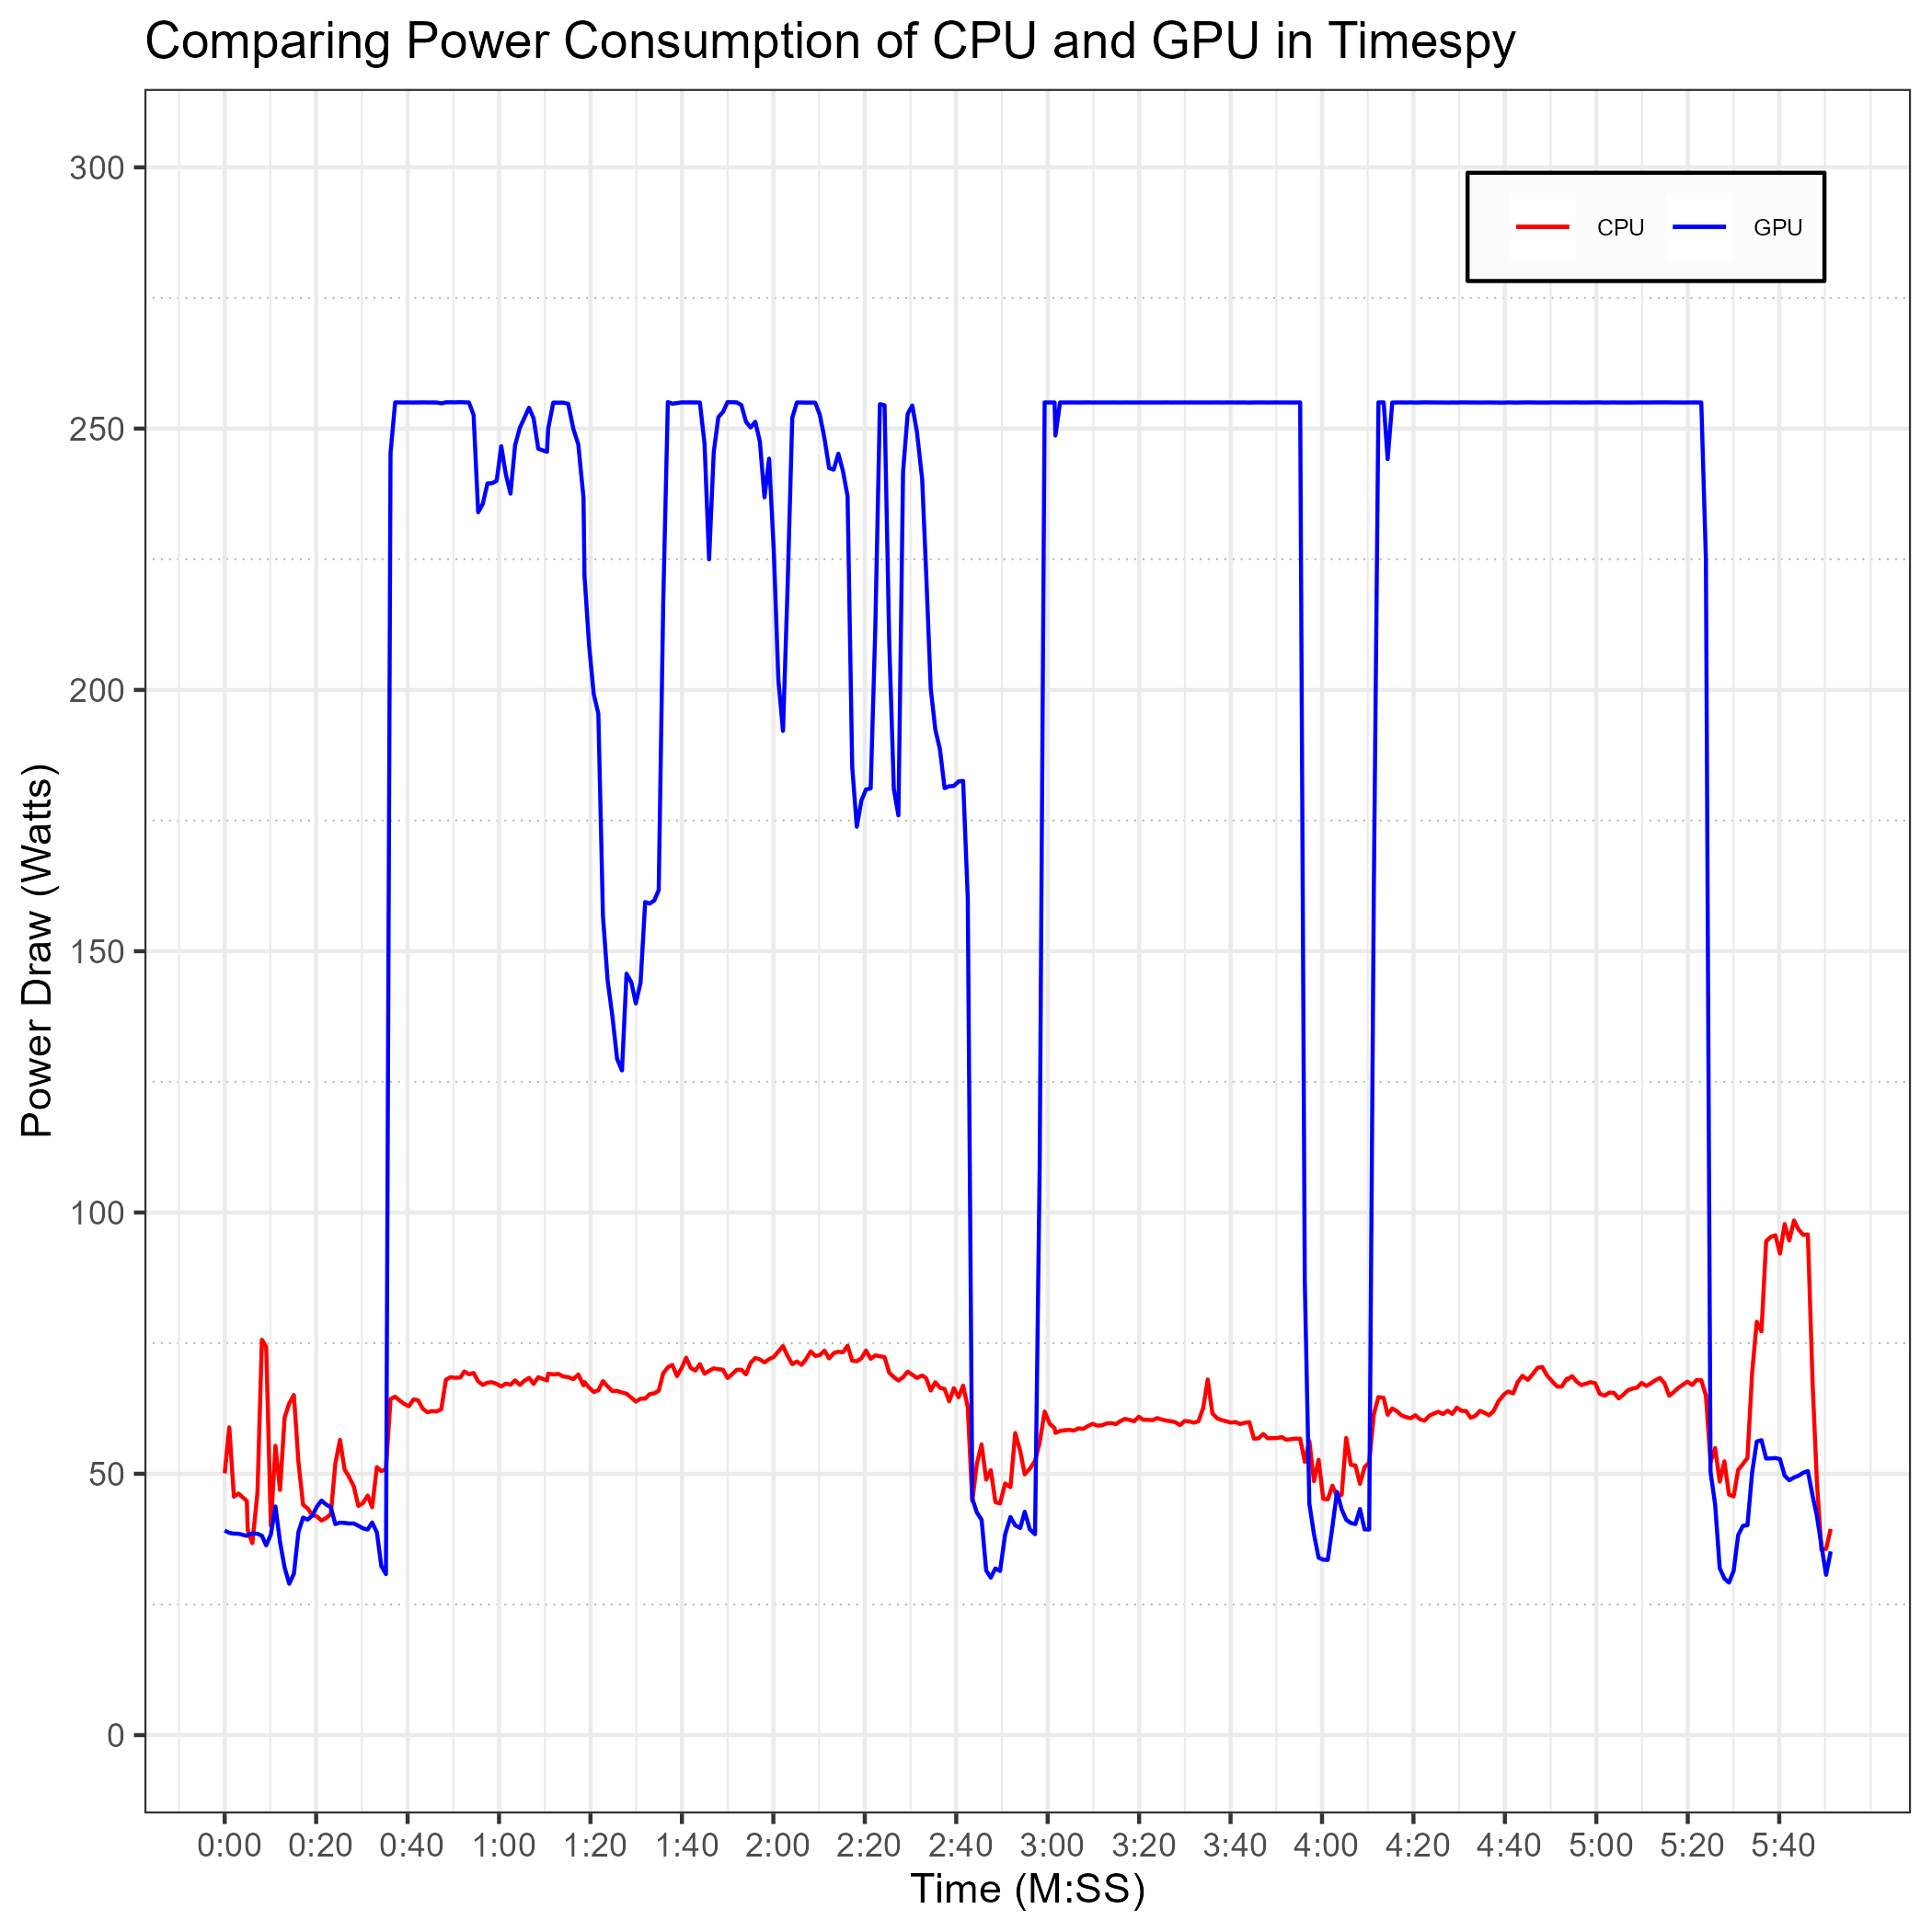 Comparing Power Consumption of CPU and GPU in Timespy
300
CPU GPU
250
200
150
100
50
0
Power Draw (Watts)
0:00 0:20 0:40 1:00 1:20 1:40 2:00 2:20 2:40 3:00 3:20 3:40 4:00 4:20 4:40 5:00 5:20 5:40
Time (M:SS)